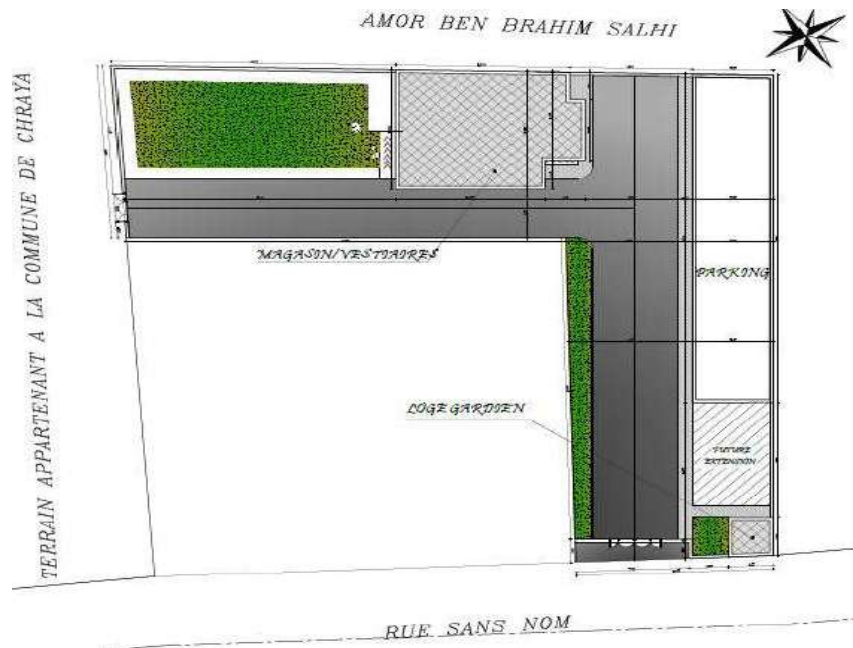 AMOR BEN BRAHIM SALHI
TERRAIN APPARTENANT A LA COMMUNE DE CHRAYA
MAGASIN/VESTIAIRES
PARKING
LOGE GARDIEN
FUTURE
EXTENSION
RUE SANS NOM